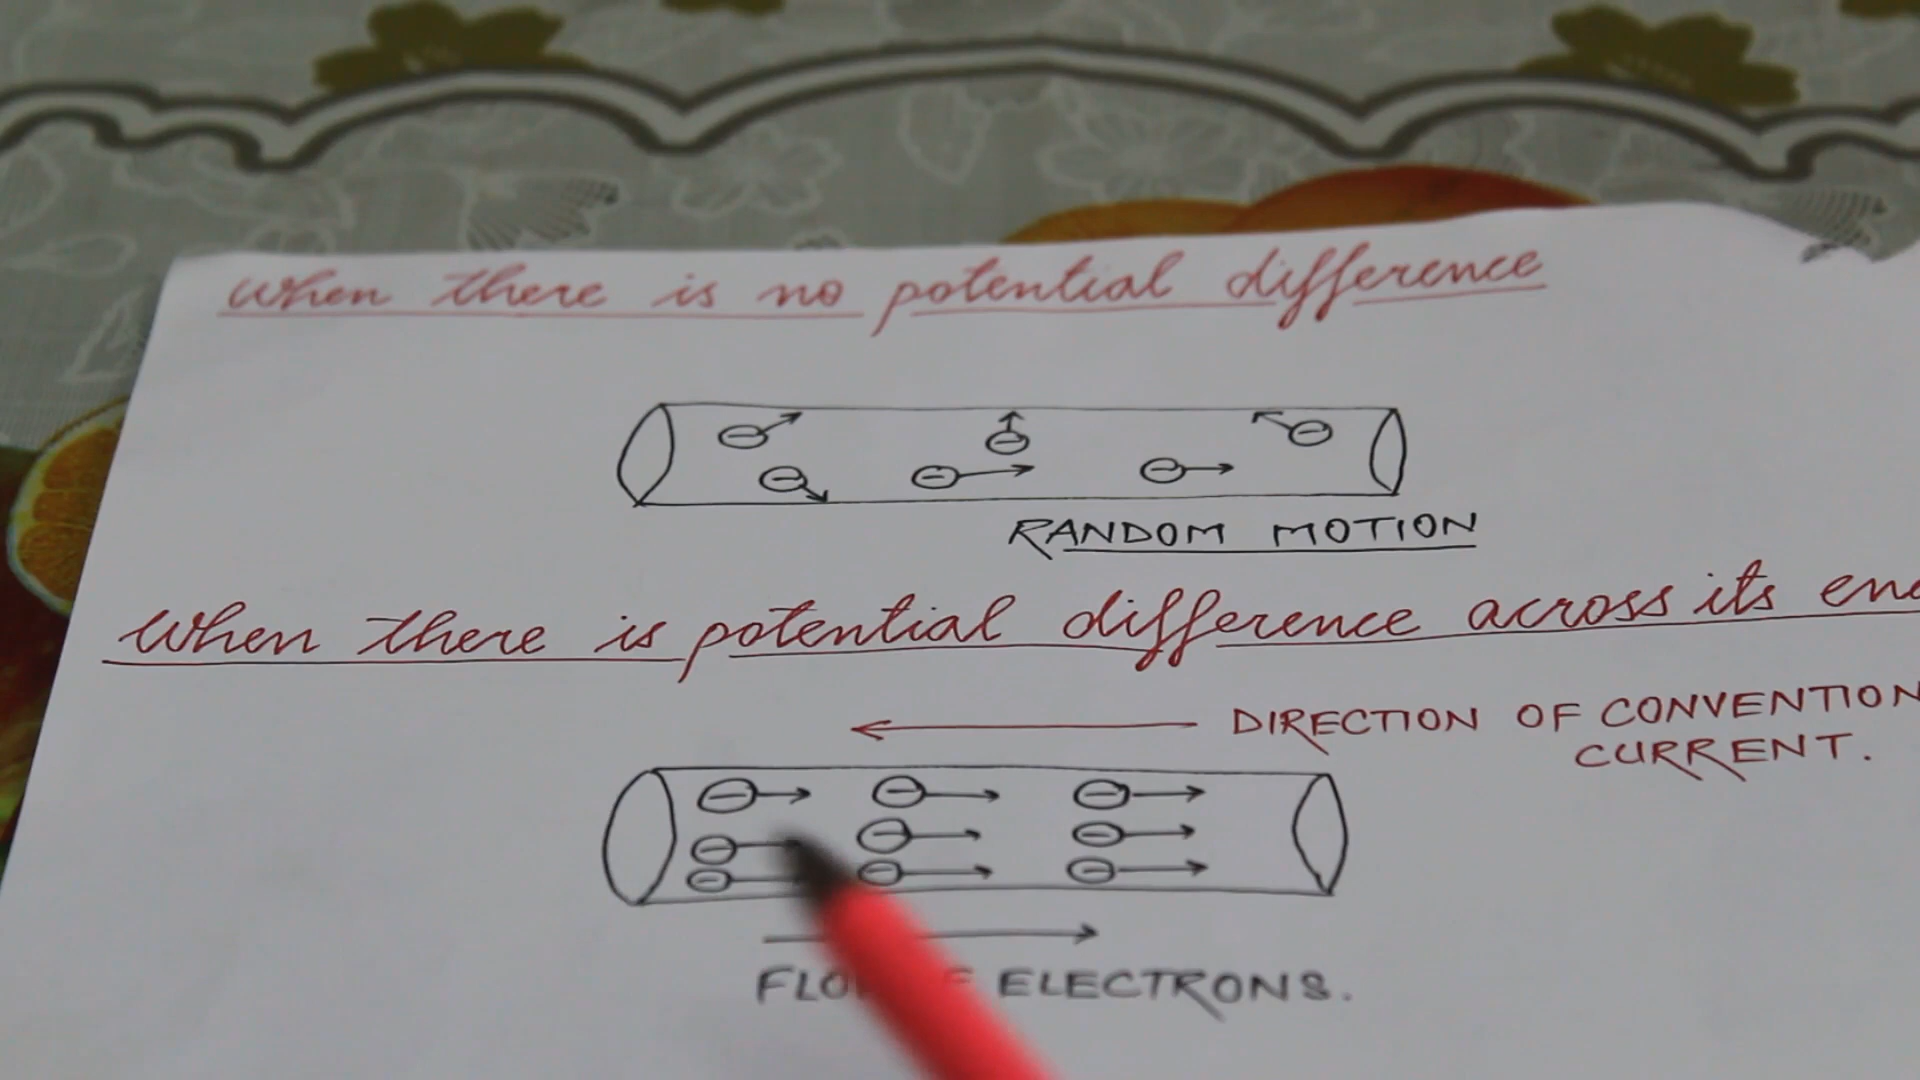 When there is no potential difference
RANDOM MOTION
When there is potential difference across its
DIRECTION OF CONVENTION
CURRENT.
ELECTRONS.